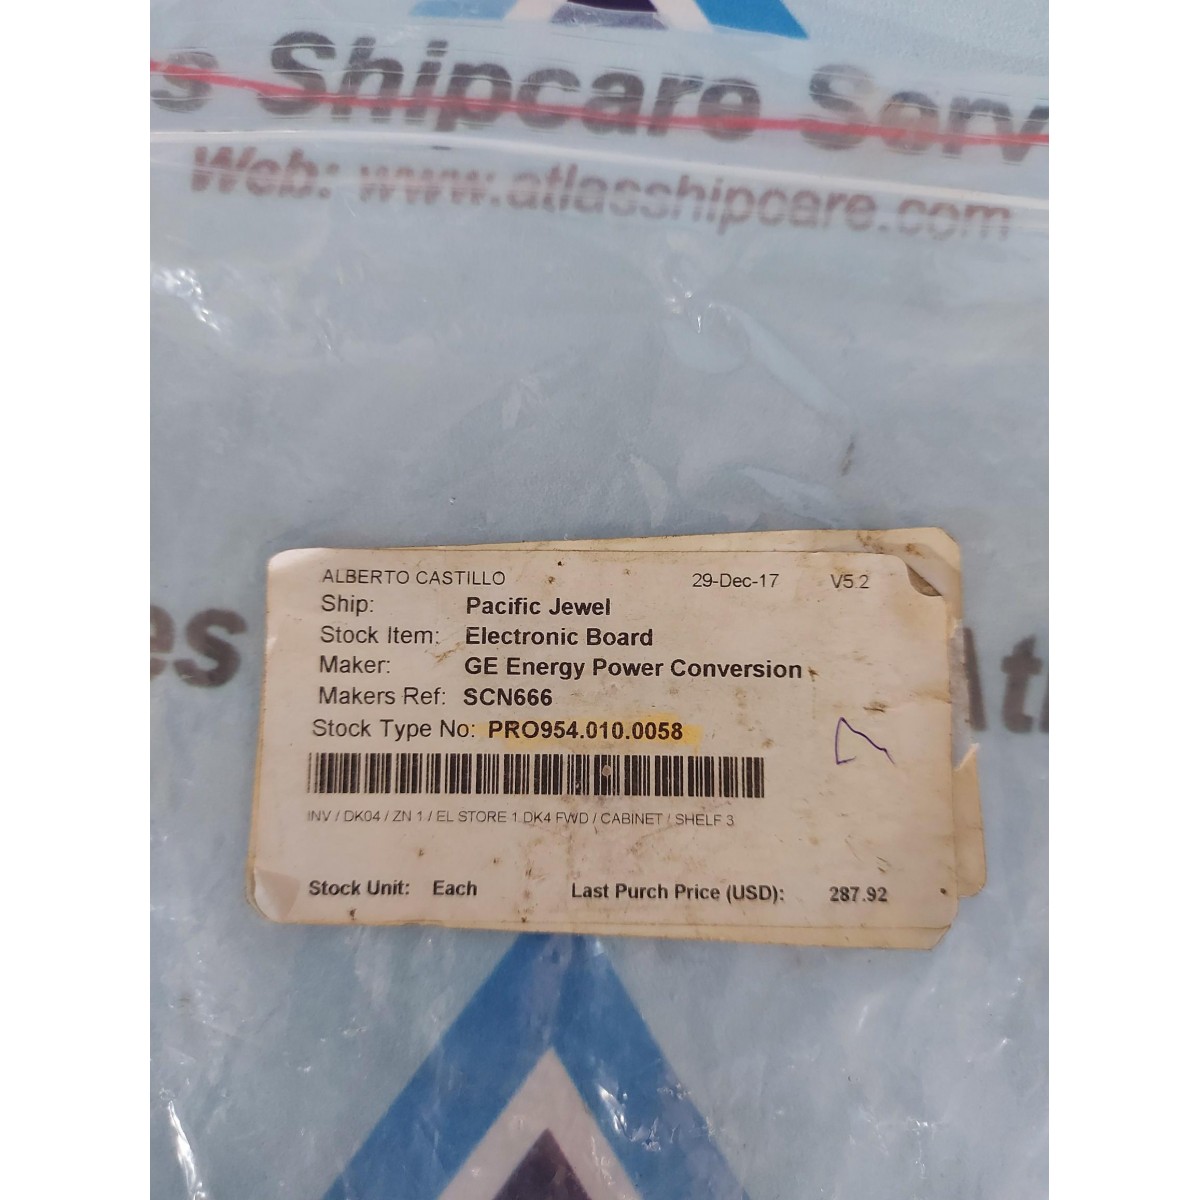 s Shipcare Serv
Web: www.atlasshipcare.com
ALBERTO CASTILLO 29-Dec-17 V5.2
Ship: Pacific Jewel
Stock Item: Electronic Board
Maker: GE Energy Power Conversion
Makers Ref: SCN666
Stock Type No: PRO954.010.0058
INV / DK04 / ZN 1 / EL STORE 1 DK4 FWD / CABINET / SHELF 3
Stock Unit: Each Last Purch Price (USD): 287.92
es
Atl